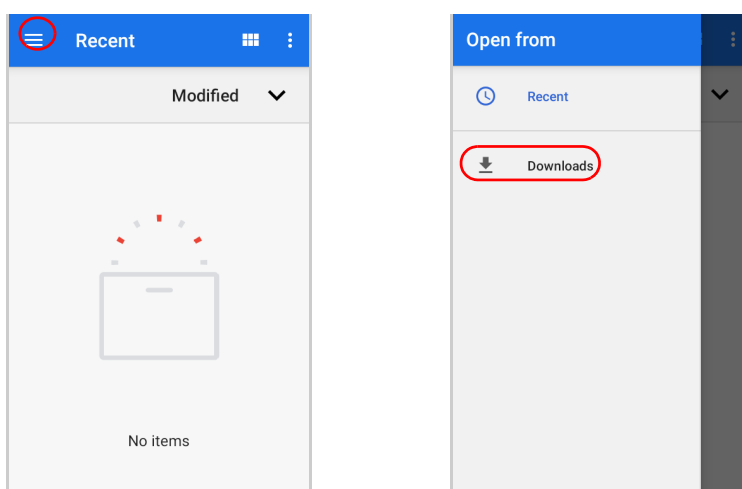 Recent
Modified
No items
Open from
Recent
Downloads